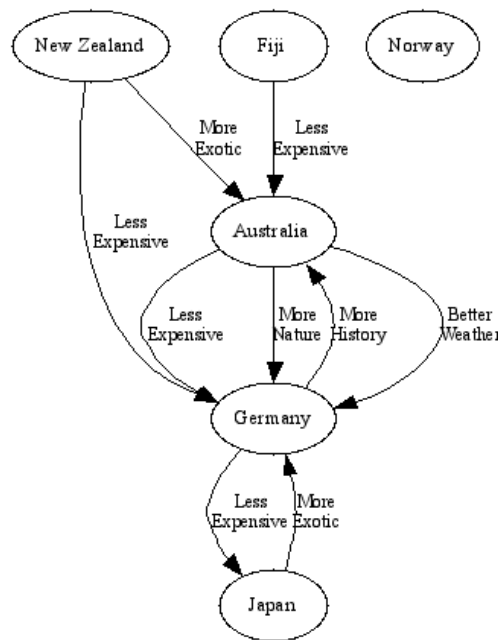 New Zealand
Fiji
Norway
More
Exotic
Less
Expensive
Australia
Less
Expensive
Less
Expensive
More
Nature
More
History
Better
Weather
Germany
Less
Expensive
More
Exotic
Japan